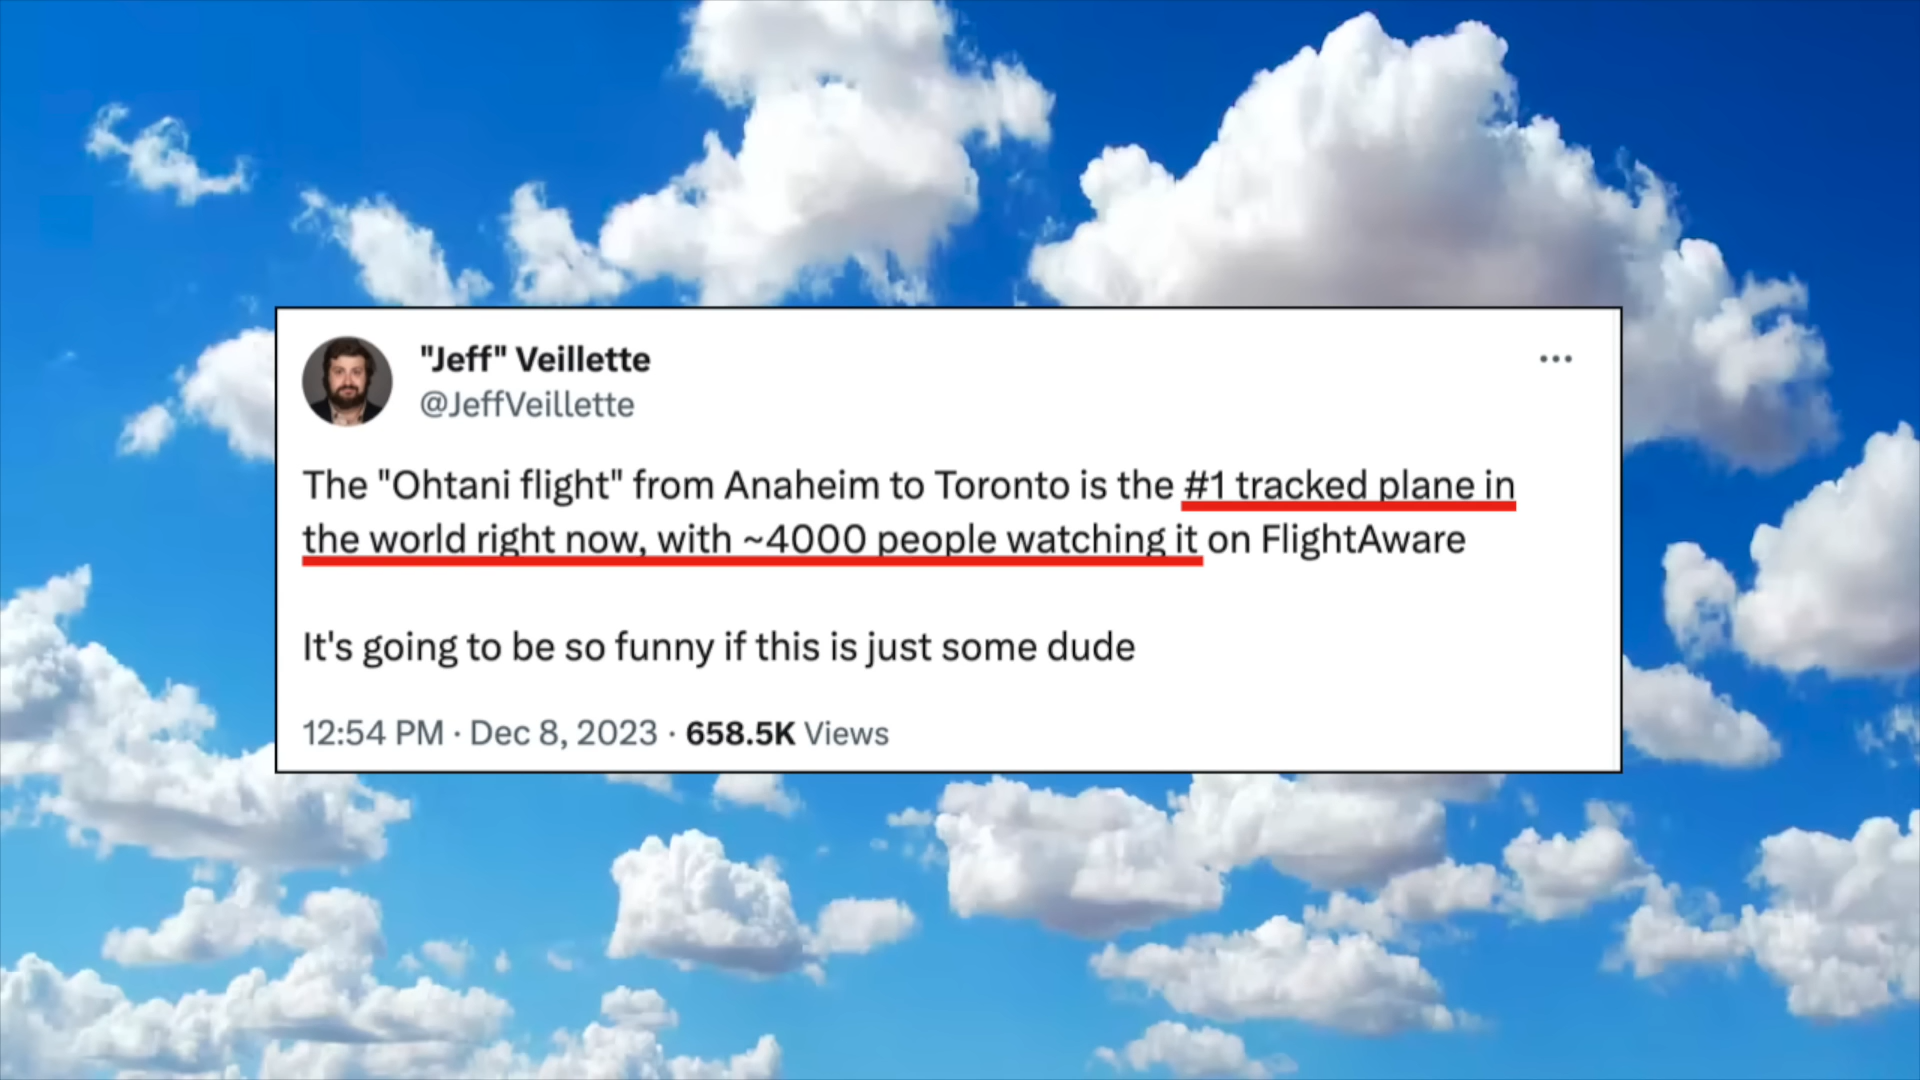 "Jeff" Veillette
@JeffVeillette
The "Ohtani flight" from Anaheim to Toronto is the #1 tracked plane in
the world right now, with ~4000 people watching it on FlightAware
It's going to be so funny if this is just some dude
12:54 PM · Dec 8, 2023 · 658.5K Views